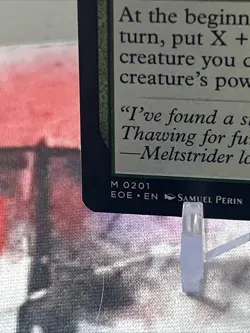 At the beginn
turn, put X +
creature you
creature's pow
"I've found a
Thawing for fu
—Meltstrider
M 0201
EOE • EN SAMUEL PERIN